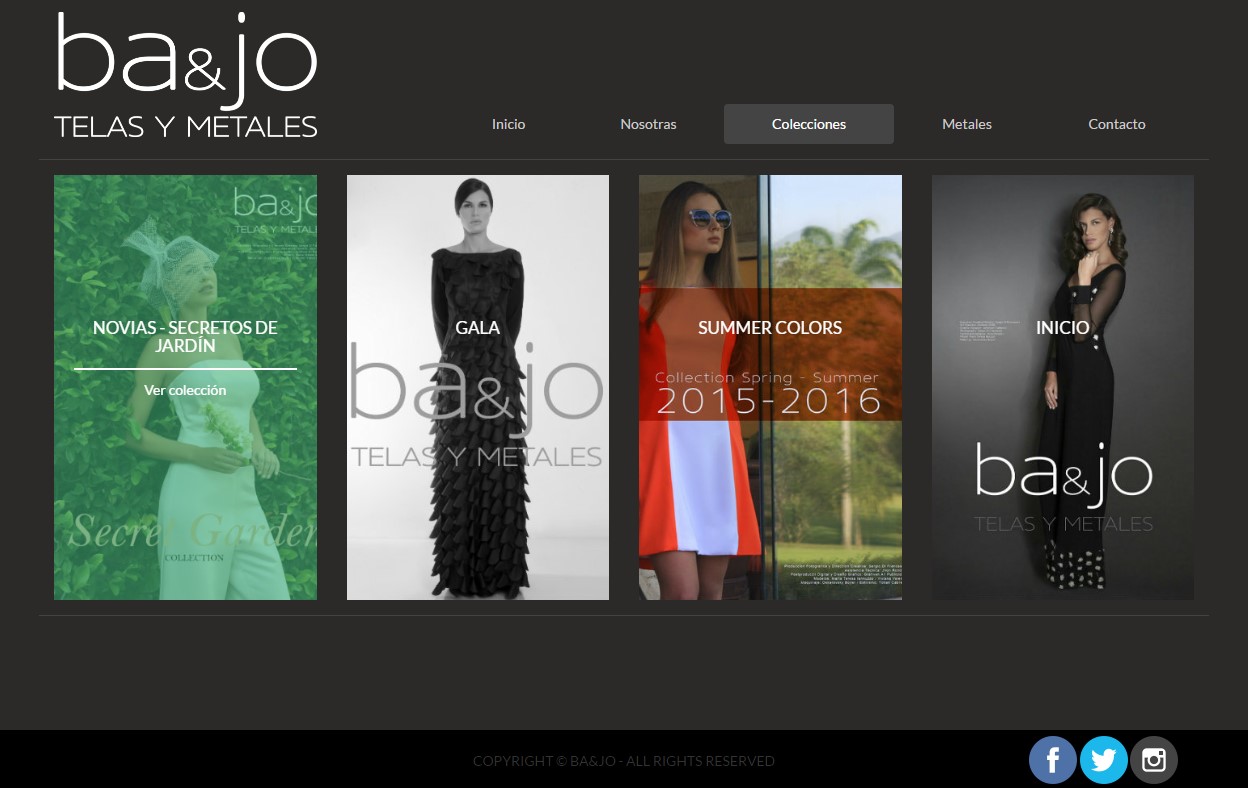 ba&jo
TELAS Y METALES
Inicio
Nosotras
Colecciones
Metales
Contacto
ba&jo
TELAS Y METALES
NOVIAS - SECRETOS DE
JARDÍN
Ver colección
Secret Garden
COLLECTION
GALA
ba&jo
TELAS Y METALES
SUMMER COLORS
Collection Spring - Summer
2015-2016
INICIO
ba&jo
TELAS Y METALES
COPYRIGHT © BA&JO - ALL RIGHTS RESERVED